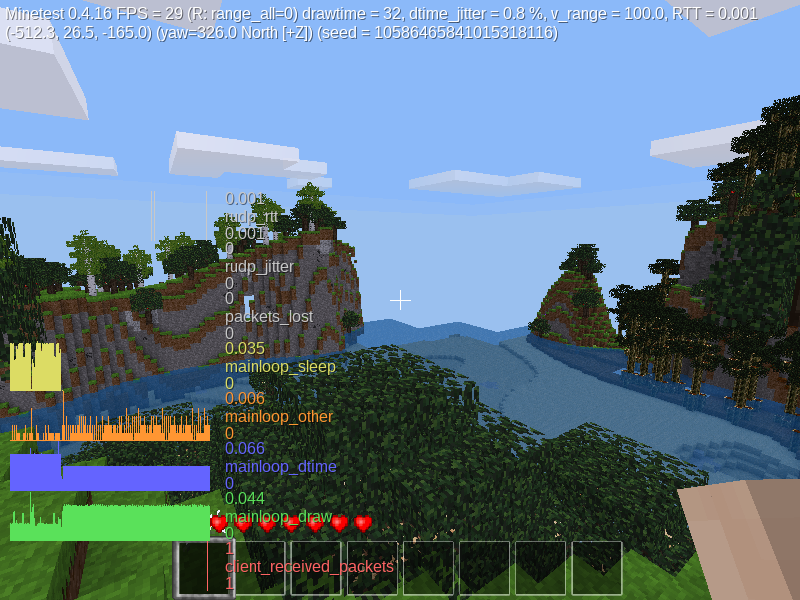 Minetest 0.4.16 FPS = 29 (R: range_all=0) drawtime = 32, dtime_jitter = 0.8 %, v_range = 100.0, RTT = 0.001
(-512.3, 26.5, -165.0) (yaw=326.0 North [+Z]) (seed = 10586465841015318116)
0.001
rudp_rtt
0.001
0
rudp_jitter
0
0
packets_lost
0
0.035
mainloop_sleep
0
0.006
mainloop_other
0
0.066
mainloop_dtime
0
0.044
mainloop_draw
0
1
client_received_packets
1